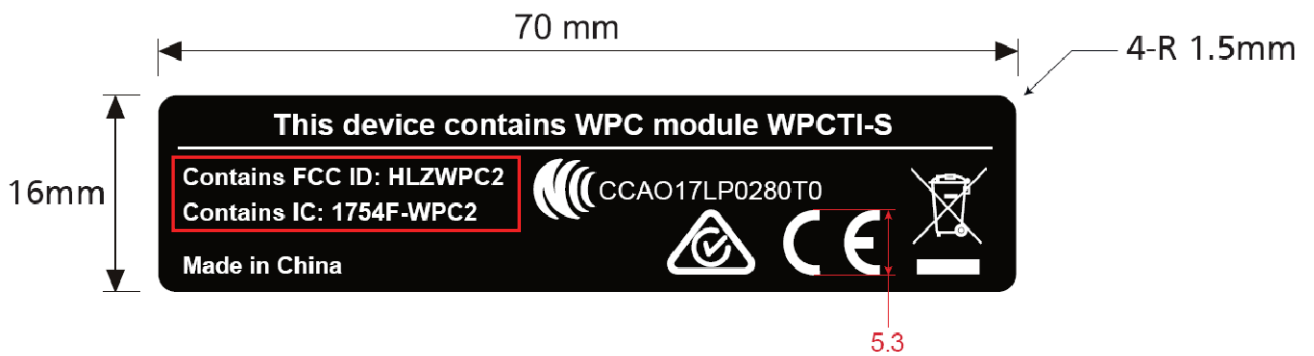 70 mm
4-R 1.5mm
16mm
This device contains WPC module WPCTI-S
Contains FCC ID: HLZWPC2
Contains IC: 1754F-WPC2
CCAO17LP0280T0
Made in China
CE
5.3